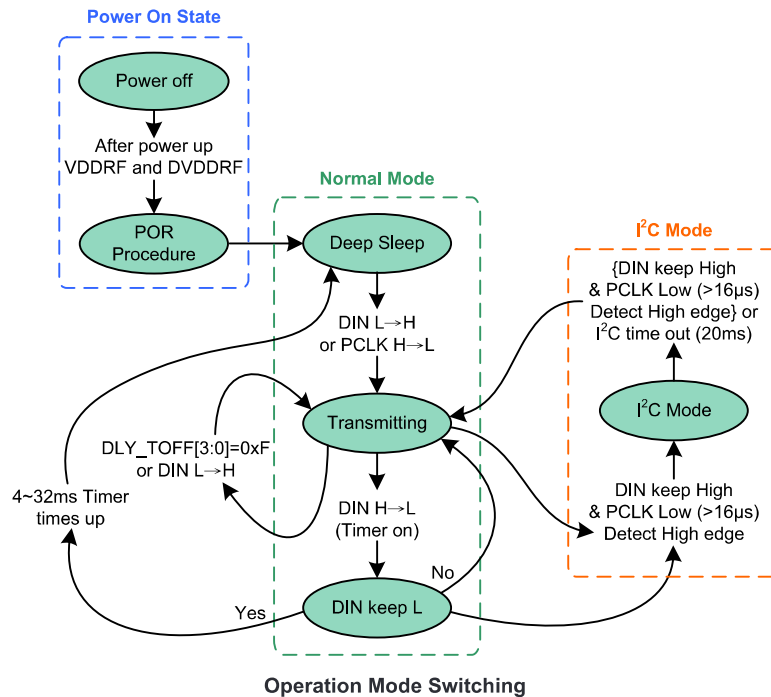 Power On State
Power off
After power up
VDDRF and DVDDRF
POR
Procedure
Normal Mode
Deep Sleep
DIN L→H
or PCLK H→L
Transmitting
DLY_TOFF[3:0]=0xF
or DIN L→H
4~32ms Timer
times up
DIN H→L
(Timer on)
No
Yes
DIN keep L
I²C Mode
{DIN keep High
& PCLK Low (>16µs)
Detect High edge} or
I²C time out (20ms)
I²C Mode
DIN keep High
& PCLK Low (>16µs)
Detect High edge
Operation Mode Switching